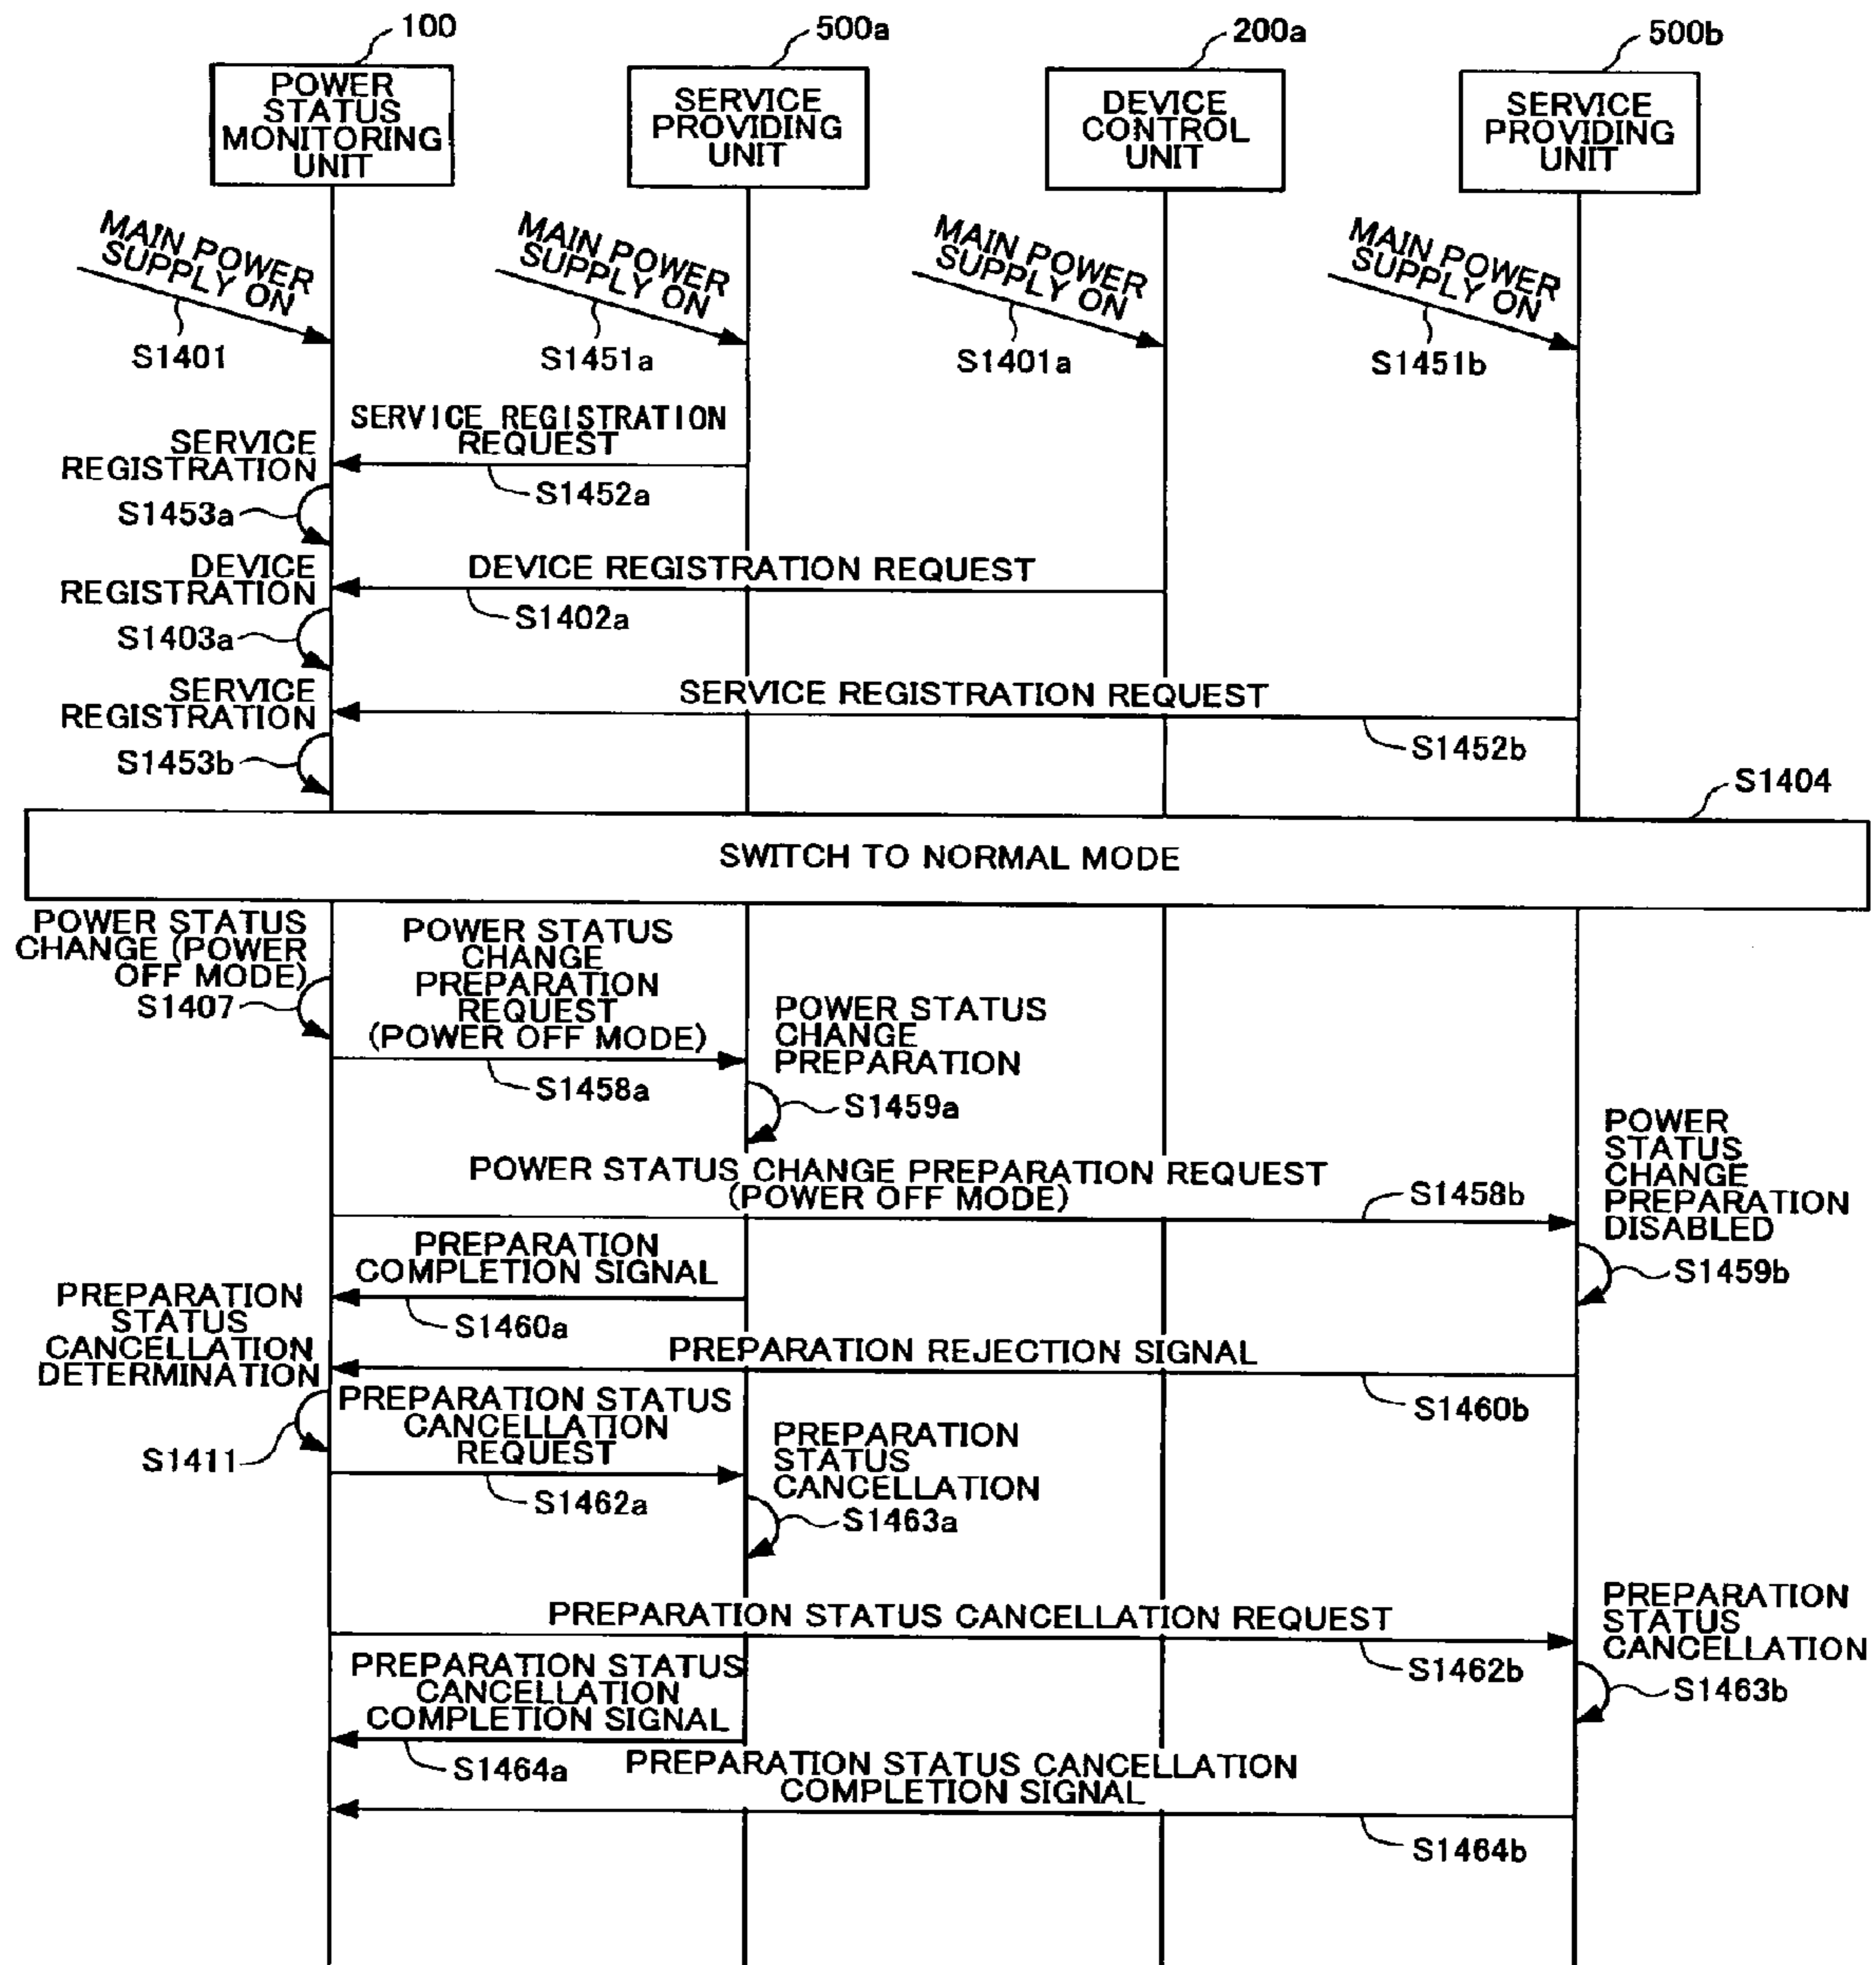 100
500a
200a
500b
POWER
STATUS
MONITORING
UNIT
SERVICE
PROVIDING
UNIT
DEVICE
CONTROL
UNIT
SERVICE
PROVIDING
UNIT
MAIN POWER
SUPPLY ON
S1401
MAIN POWER
SUPPLY ON
S1451a
MAIN POWER
SUPPLY ON
S1401a
MAIN POWER
SUPPLY ON
S1451b
SERVICE REGISTRATION
REQUEST
SERVICE
REGISTRATION
S1452a
S1453a
DEVICE
REGISTRATION
DEVICE REGISTRATION REQUEST
S1402a
S1403a
SERVICE
REGISTRATION
SERVICE REGISTRATION REQUEST
S1452b
S1453b
S1404
SWITCH TO NORMAL MODE
POWER STATUS
CHANGE (POWER
OFF MODE)
S1407
POWER STATUS
CHANGE
PREPARATION
REQUEST
(POWER OFF MODE)
S1458a
POWER STATUS
CHANGE
PREPARATION
S1459a
POWER STATUS CHANGE PREPARATION REQUEST
(POWER OFF MODE)
S1458b
POWER
STATUS
CHANGE
PREPARATION
DISABLED
S1459b
PREPARATION
COMPLETION SIGNAL
S1460a
PREPARATION
STATUS
CANCELLATION
DETERMINATION
PREPARATION REJECTION SIGNAL
S1460b
S1411
PREPARATION STATUS
CANCELLATION
REQUEST
S1462a
PREPARATION
STATUS
CANCELLATION
S1463a
PREPARATION STATUS CANCELLATION REQUEST
S1462b
PREPARATION
STATUS
CANCELLATION
S1463b
PREPARATION STATUS
CANCELLATION
COMPLETION SIGNAL
S1464a
PREPARATION STATUS CANCELLATION
COMPLETION SIGNAL
S1464b